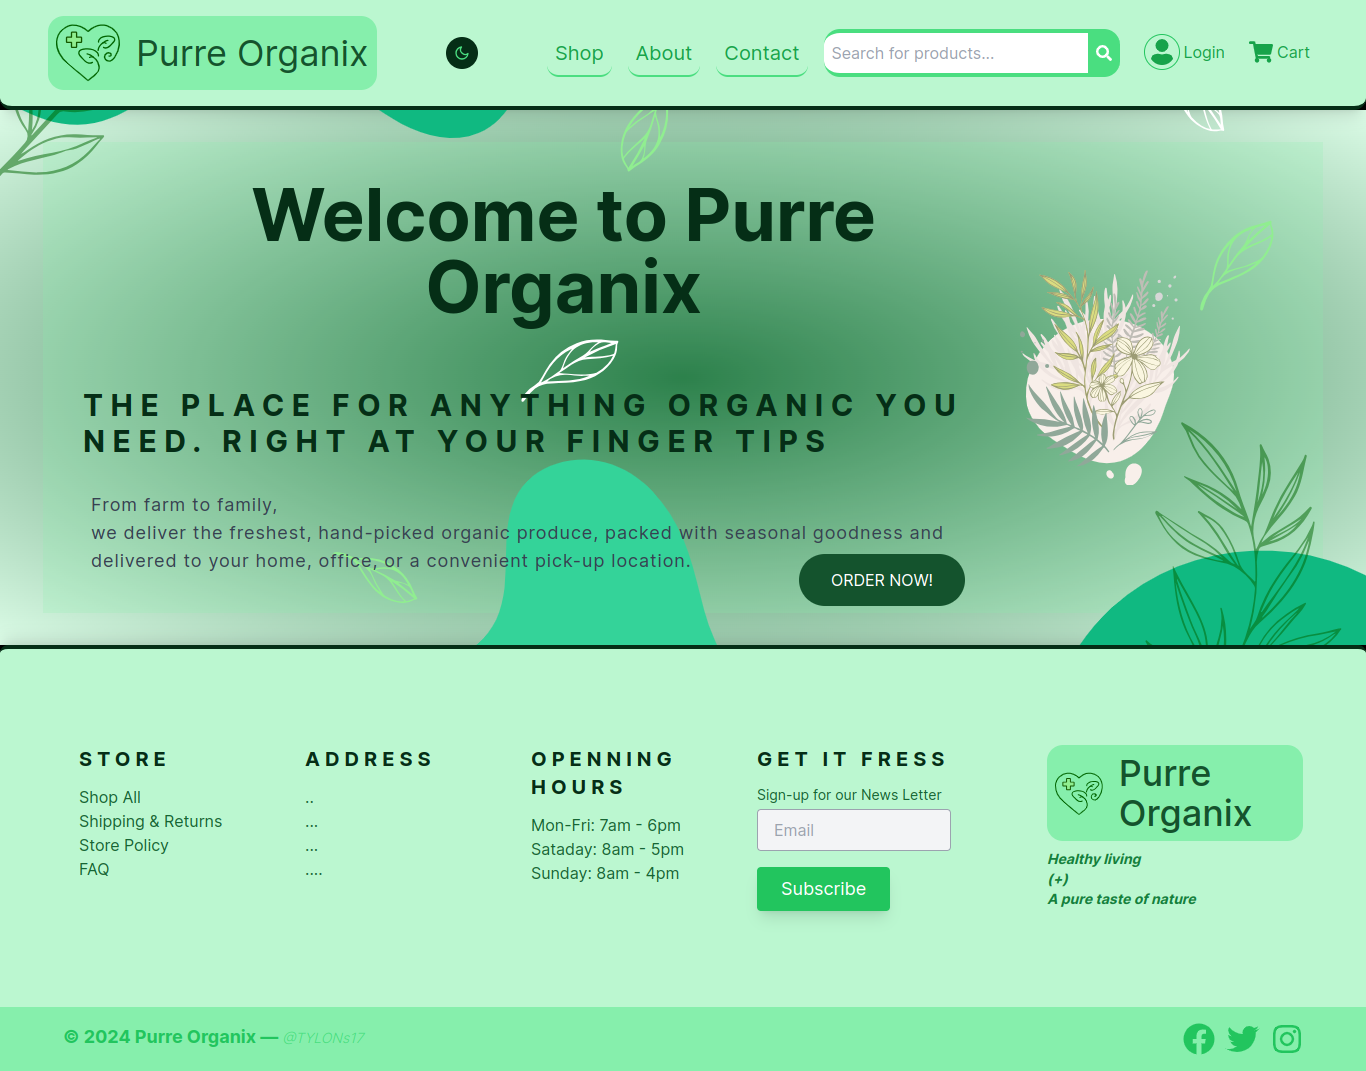 Purre Organix
Shop
About
Contact
Search for products...
Login
Cart
Welcome to Purre
Organix
THE PLACE FOR ANYTHING ORGANIC YOU
NEED. RIGHT AT YOUR FINGER TIPS
From farm to family,
we deliver the freshest, hand-picked organic produce, packed with seasonal goodness and
delivered to your home, office, or a convenient pick-up location.
ORDER NOW!
STORE
Shop All
Shipping & Returns
Store Policy
FAQ
ADDRESS
..
...
...
....
OPENNING
HOURS
Mon-Fri: 7am - 6pm
Sataday: 8am - 5pm
Sunday: 8am - 4pm
GET IT FRESS
Sign-up for our News Letter
Email
Subscribe
Purre
Organix
Healthy living
(+)
A pure taste of nature
© 2024 Purre Organix — @TYLONs17